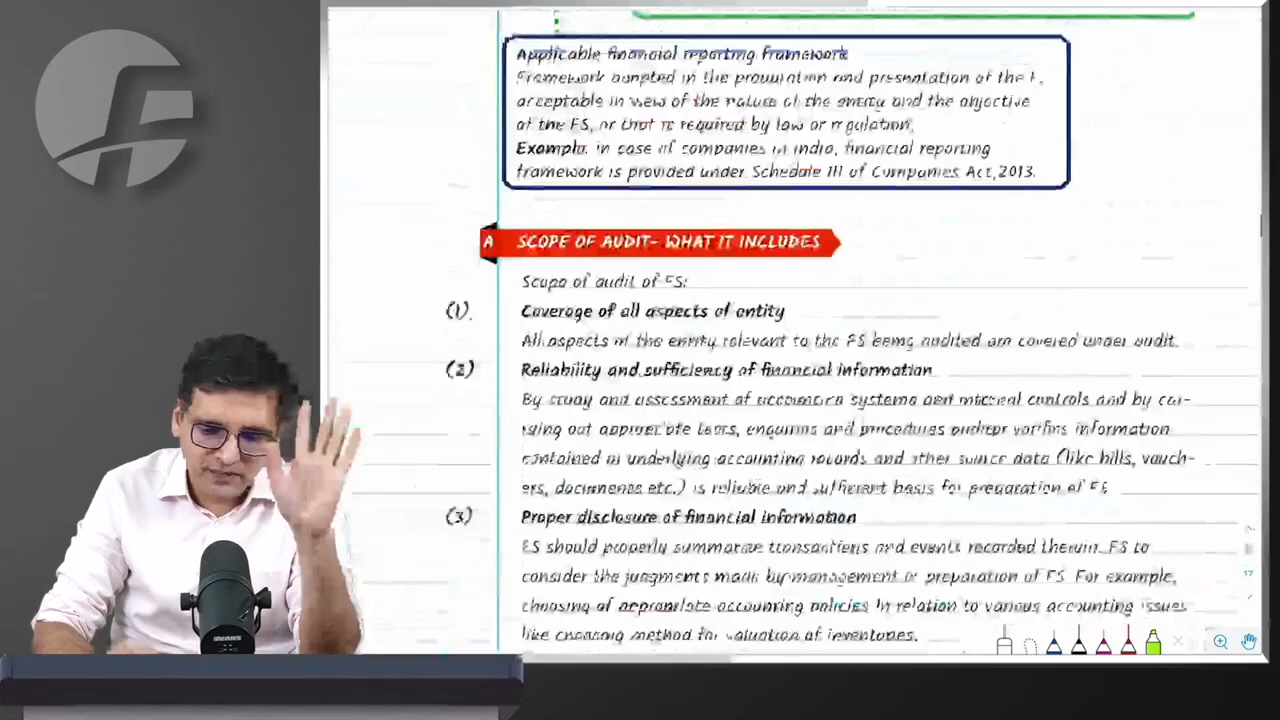 Applicable financial reporting framework
Framework adopted in the preparation and presentation of the F.
acceptable in view of the nature of the entity and the objective
of the FS, or that is required by law or regulation,
Example. in case of companies in India, financial reporting
framework is provided under Schedule III of Companies Act, 2013.
A SCOPE OF AUDIT- WHAT IT INCLUDES
Scope of audit of FS:
(1). Coverage of all aspects of entity
All aspects of the entity relevant to the FS being audited are covered under audit.
(2) Reliability and sufficiency of financial information
By study and assessment of accounting systems and internal controls and by car-
rying out appropriate tests, enquiries and procedures auditor verifies information
contained in underlying accounting records and other source data (like bills, vouch-
ers, documents etc.) is reliable and sufficient basis for preparation of FS
(3) Proper disclosure of financial information
FS should properly summarize transactions and events recorded therein. FS to
consider the judgments made by management in preparation of FS. For example,
choosing of appropriate accounting policies in relation to various accounting issues
like choosing method for valuation of inventories.
17
SHURE